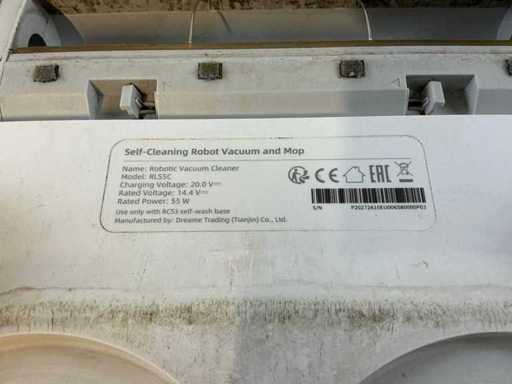 Self-Cleaning Robot Vacuum and Mop
Name: Robotic Vacuum Cleaner
Model: RLS5C
Charging Voltage: 20.0 V⎓
Rated Voltage: 14.4 V⎓
Rated Power: 55 W
Use only with RCS3 self-wash base
Manufactured by: Dreame Trading (Tianjin) Co., Ltd.
CE EAC
S/N